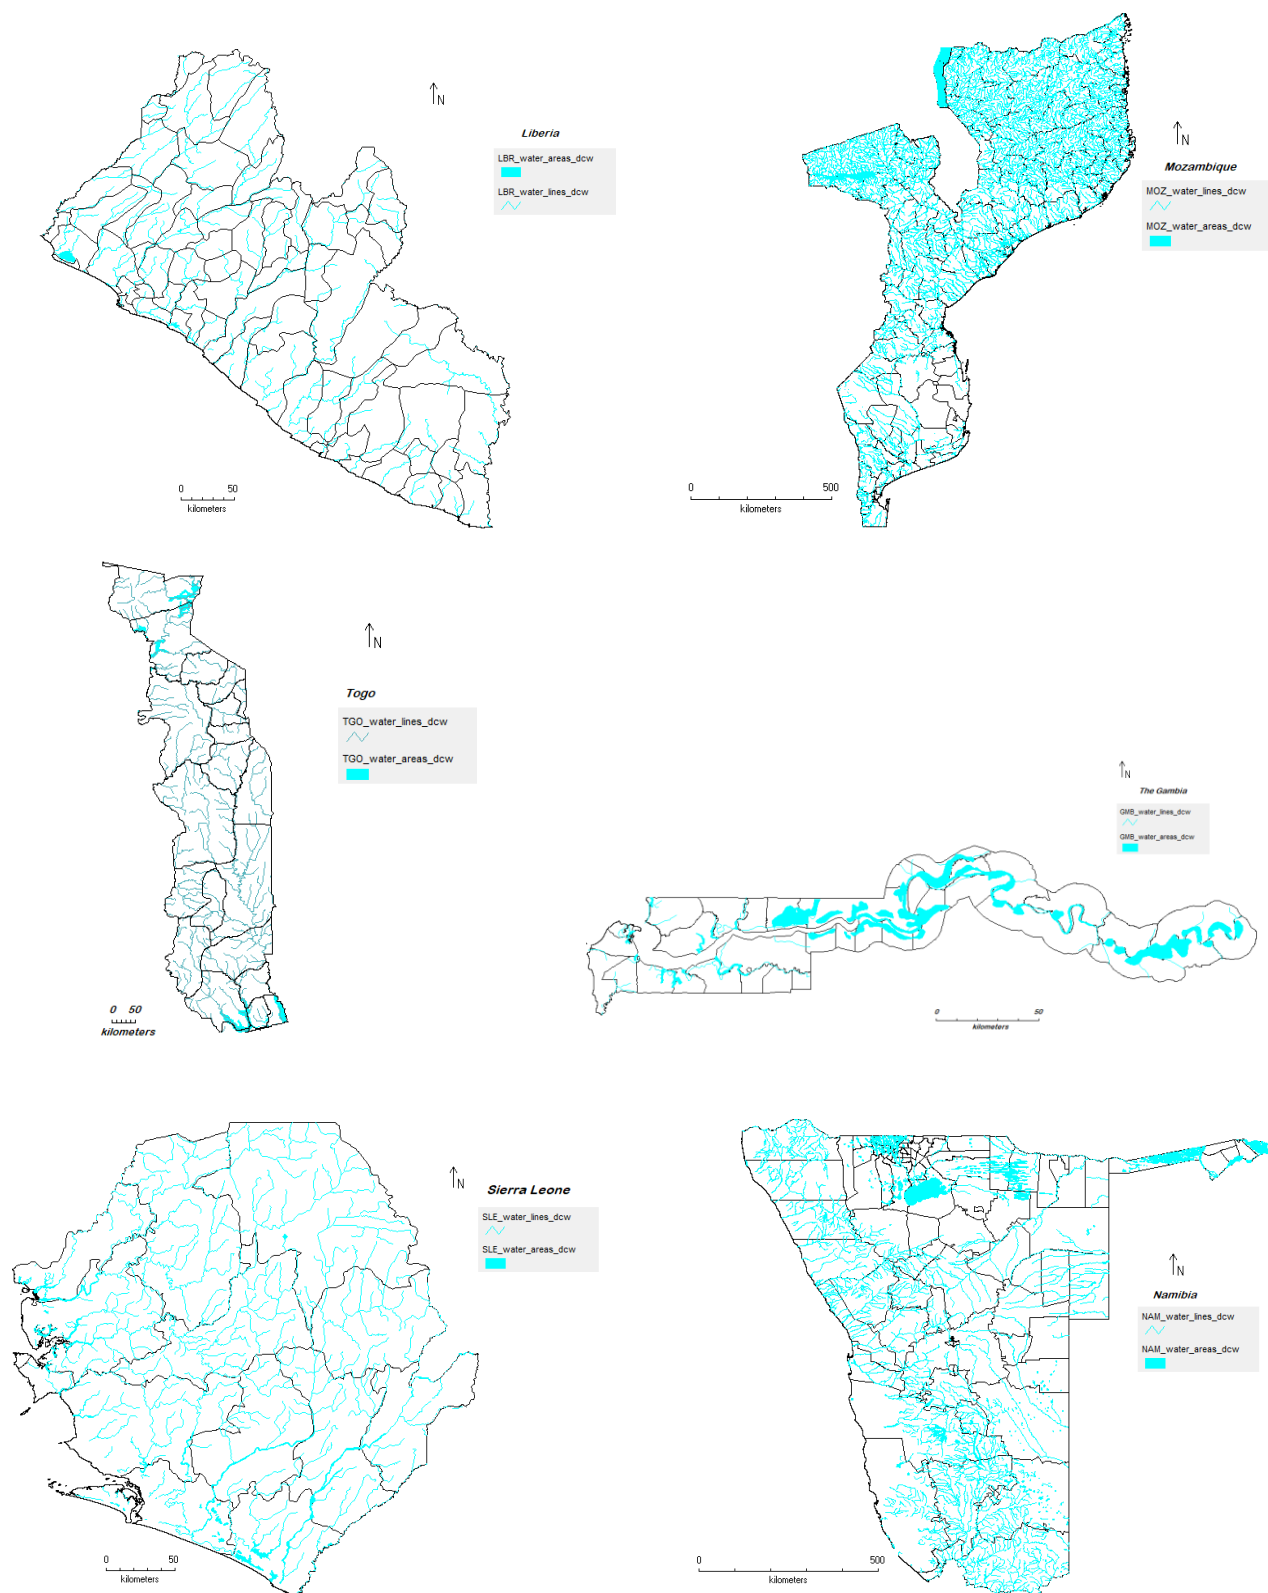 N
Liberia
LBR_water_areas_dcw
LBR_water_lines_dcw
0 50
kilometers
N
Mozambique
MOZ_water_lines_dcw
MOZ_water_areas_dcw
0 500
kilometers
N
Togo
TGO_water_lines_dcw
TGO_water_areas_dcw
0 50
kilometers
N
The Gambia
GMB_water_lines_dcw
GMB_water_areas_dcw
0 50
kilometers
N
Sierra Leone
SLE_water_lines_dcw
SLE_water_areas_dcw
0 50
kilometers
N
Namibia
NAM_water_lines_dcw
NAM_water_areas_dcw
0 500
kilometers